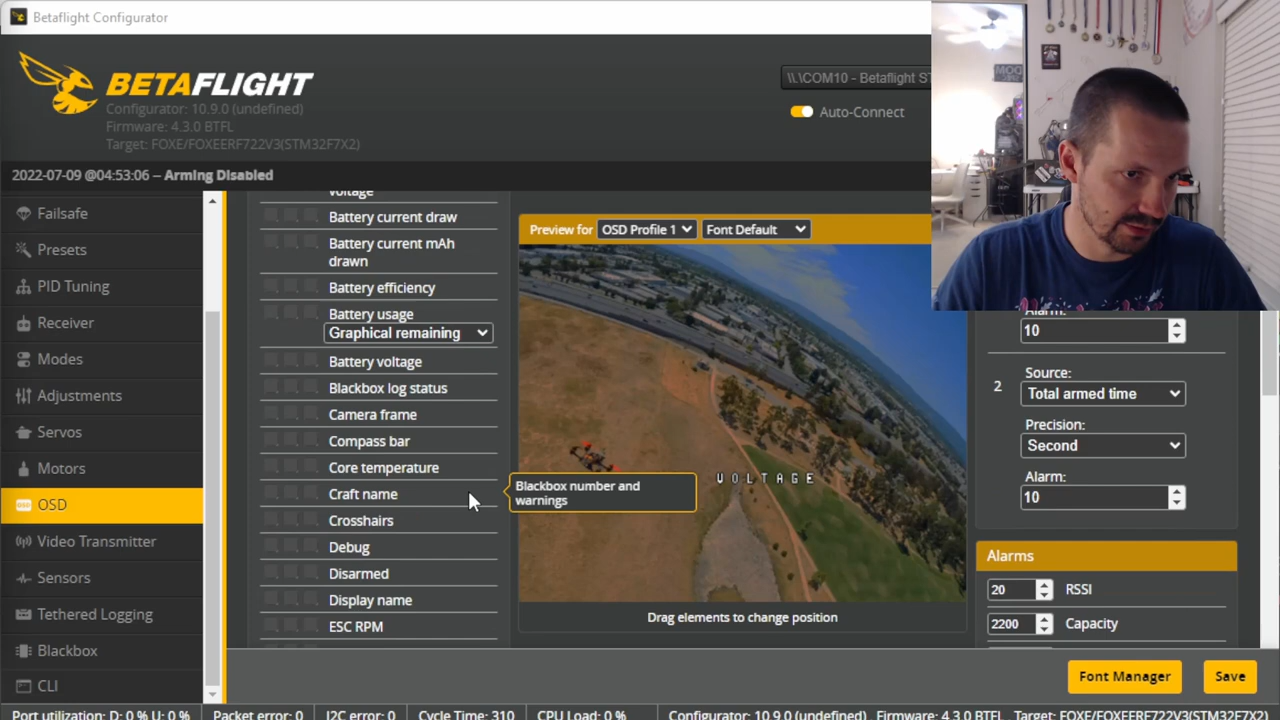 Betaflight Configurator
BETAFLIGHT
Configurator: 10.9.0 (undefined)
Firmware: 4.3.0 BTFL
Target: FOXE/FOXEERF722V3(STM32F7X2)
\\.\COM10 - Betaflight ST
Auto-Connect
2022-07-09 @04:53:06 -- Arming Disabled
Failsafe
Presets
PID Tuning
Receiver
Modes
Adjustments
Servos
Motors
OSD
Video Transmitter
Sensors
Tethered Logging
Blackbox
CLI
voltage
Battery current draw
Battery current mAh
drawn
Battery efficiency
Battery usage
Graphical remaining
Battery voltage
Blackbox log status
Camera frame
Compass bar
Core temperature
Craft name
Crosshairs
Debug
Disarmed
Display name
ESC RPM
Preview for OSD Profile 1 Font Default
VOLTAGE
Blackbox number and
warnings
Drag elements to change position
Alarm:
10
2
Source:
Total armed time
Precision:
Second
Alarm:
10
Alarms
20 RSSI
2200 Capacity
Font Manager
Save
Port utilization: D: 0 % U: 0 %
Packet error: 0
I2C error: 0
Cycle Time: 310
CPU Load: 0 %
Configurator: 10.9.0 (undefined), Firmware: 4.3.0 BTFL, Target: FOXE/FOXEERF722V3(STM32F7X2)